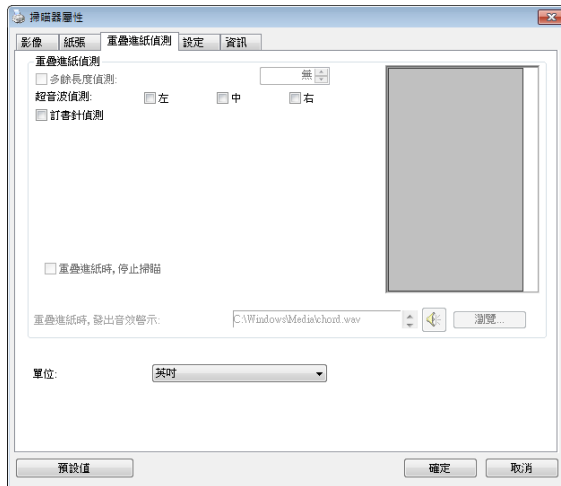 掃瞄器屬性
影像 紙張 重疊進紙偵測 設定 資訊
重疊進紙偵測
多餘長度偵測: 無
超音波偵測: 左 中 右
訂書針偵測
重疊進紙時, 停止掃瞄
重疊進紙時, 發出音效警示: C:\Windows\Media\chord.wav 瀏覽...
單位: 英吋
預設值 確定 取消